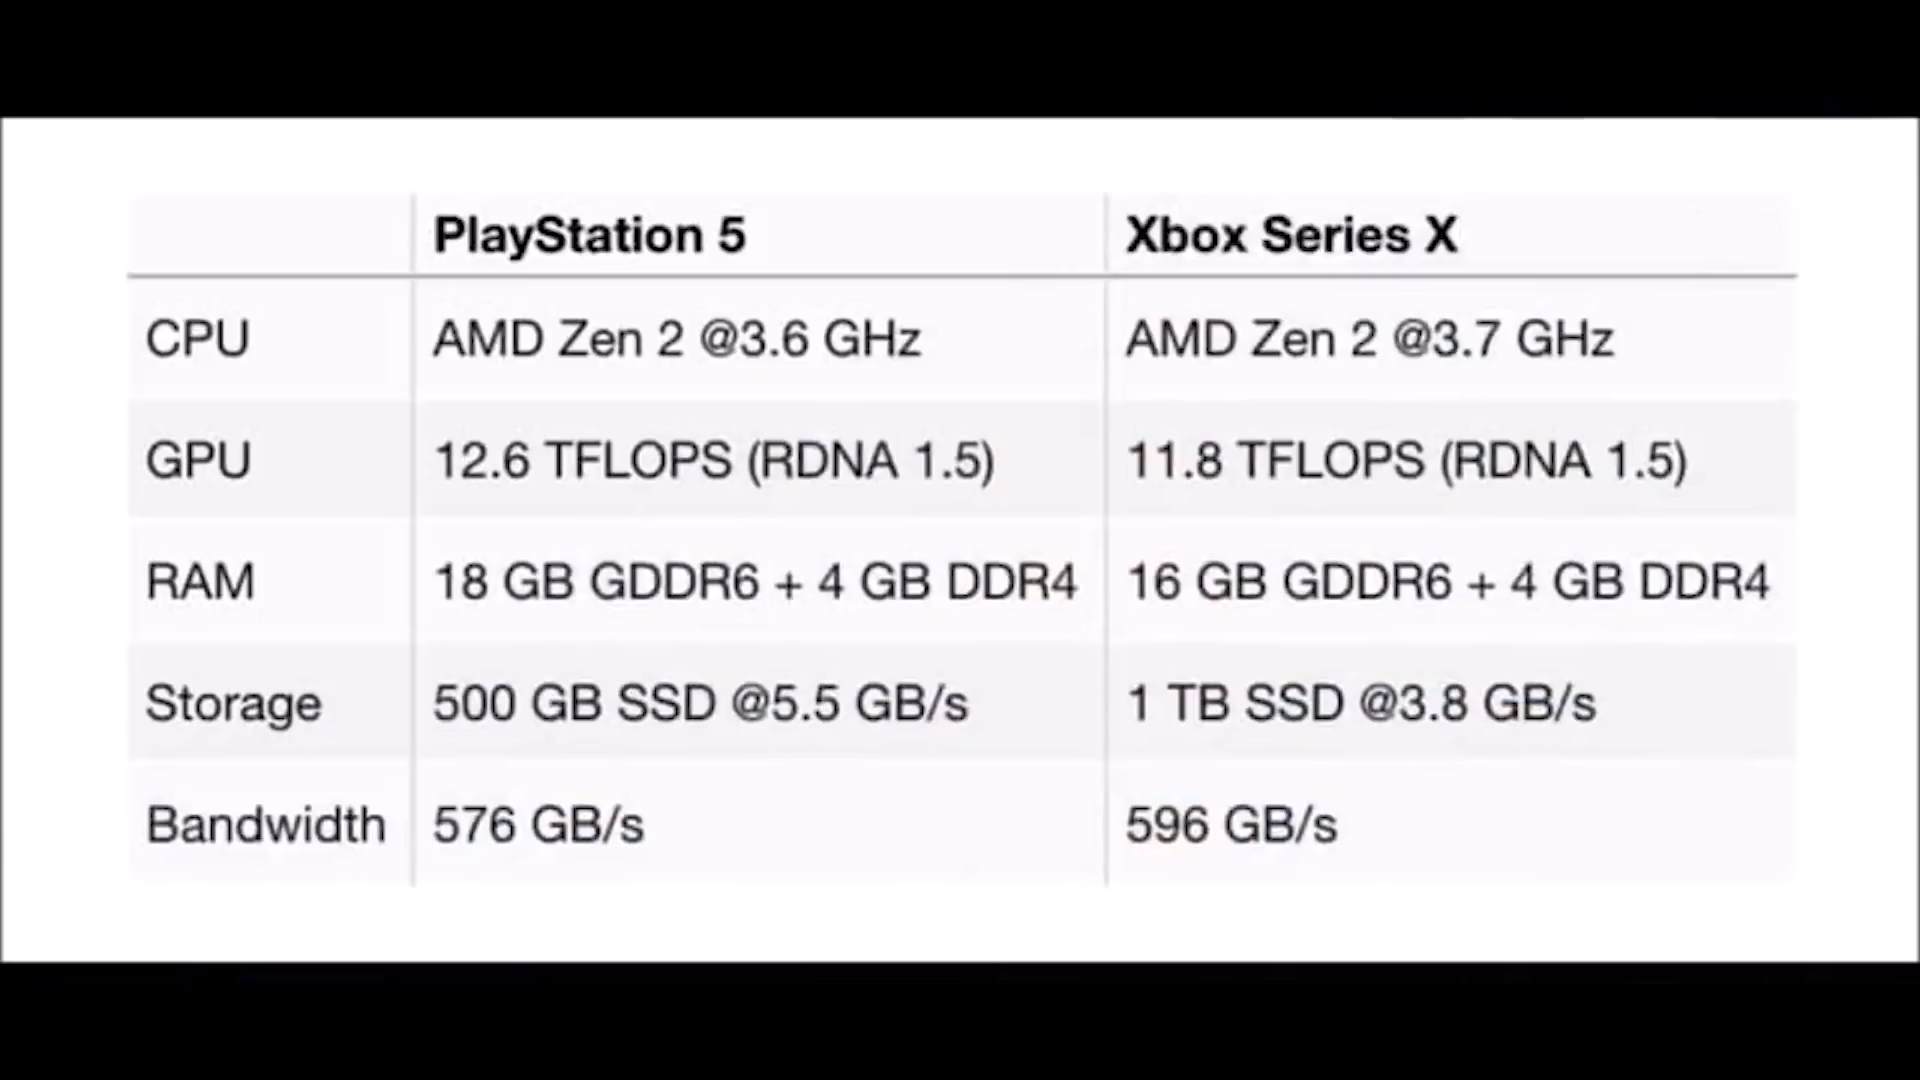 PlayStation 5 Xbox Series X
CPU AMD Zen 2 @3.6 GHz AMD Zen 2 @3.7 GHz
GPU 12.6 TFLOPS (RDNA 1.5) 11.8 TFLOPS (RDNA 1.5)
RAM 18 GB GDDR6 + 4 GB DDR4 16 GB GDDR6 + 4 GB DDR4
Storage 500 GB SSD @5.5 GB/s 1 TB SSD @3.8 GB/s
Bandwidth 576 GB/s 596 GB/s